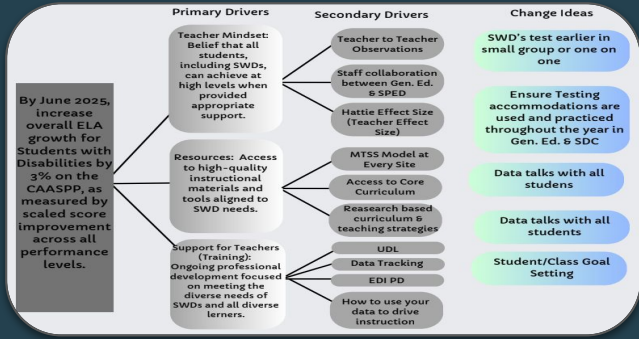 Primary Drivers
Secondary Drivers
Change Ideas
By June 2025,
increase
overall ELA
growth for
Students with
Disabilities by
3% on the
CAASPP, as
measured by
scaled score
improvement
across all
performance
levels.
Teacher Mindset:
Belief that all
students,
including SWDs,
can achieve at
high levels when
provided
appropriate
support.
Resources: Access
to high-quality
instructional
materials and
tools aligned to
SWD needs.
Support for Teachers
(Training):
Ongoing professional
development focused
on meeting the
diverse needs of
SWDs and all diverse
lerners.
Teacher to Teacher
Observations
Staff collaboration
between Gen. Ed.
& SPED
Hattie Effect Size
(Teacher Effect
Size)
MTSS Model at
Every Site
Access to Core
Curriculum
Reasearch based
curriculum &
teaching strategies
UDL
Data Tracking
EDI PD
How to use your
data to drive
instruction
SWD's test earlier in
small group or one on
one
Ensure Testing
accommodations are
used and practiced
throughout the year in
Gen. Ed. & SDC
Data talks with all
studens
Data talks with all
students
Student/Class Goal
Setting